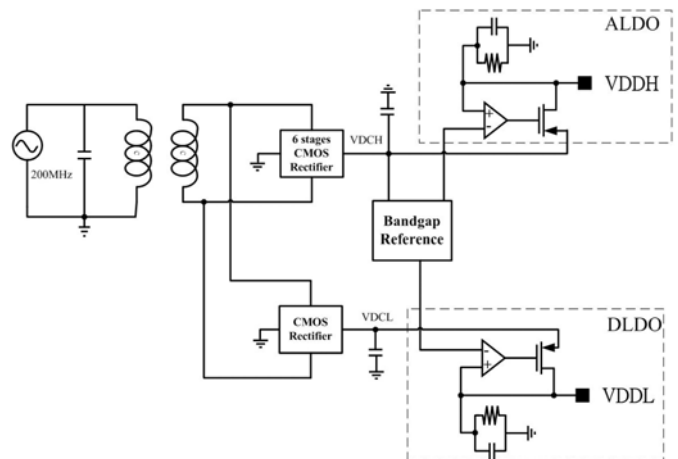 ALDO
VDDH
+
-
6 stages
CMOS
Rectifier
VDCH
200MHz
C
C
Bandgap
Reference
CMOS
Rectifier
VDCL
DLDO
-
+
VDDL